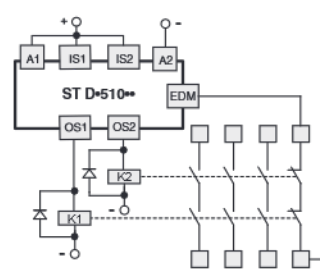 + -
A1 IS1 IS2 A2
ST D•510••
EDM
OS1 OS2
K2
-
K1
-